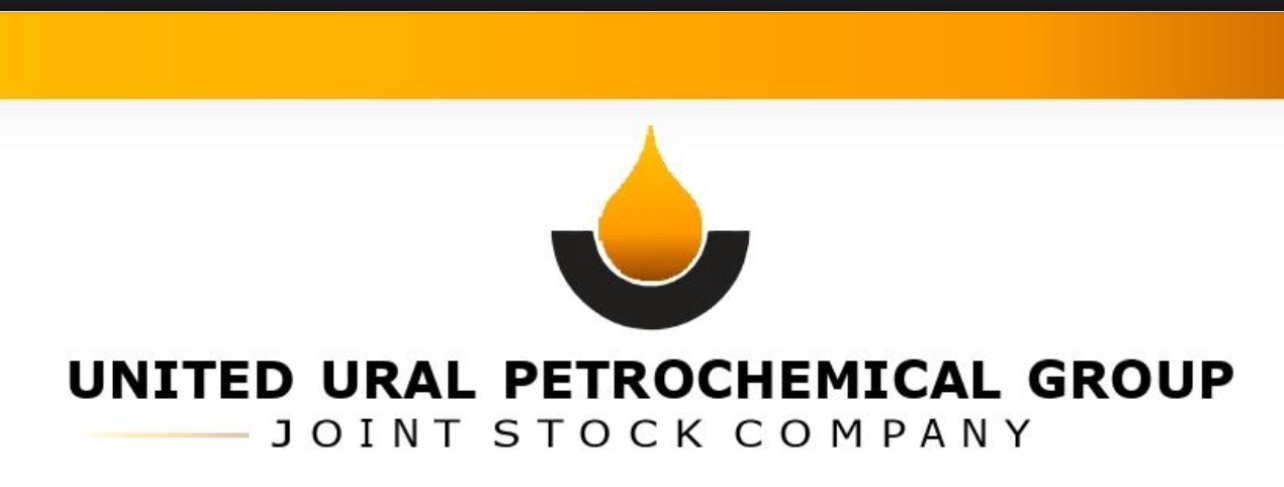 UNITED URAL PETROCHEMICAL GROUP
JOINT STOCK COMPANY